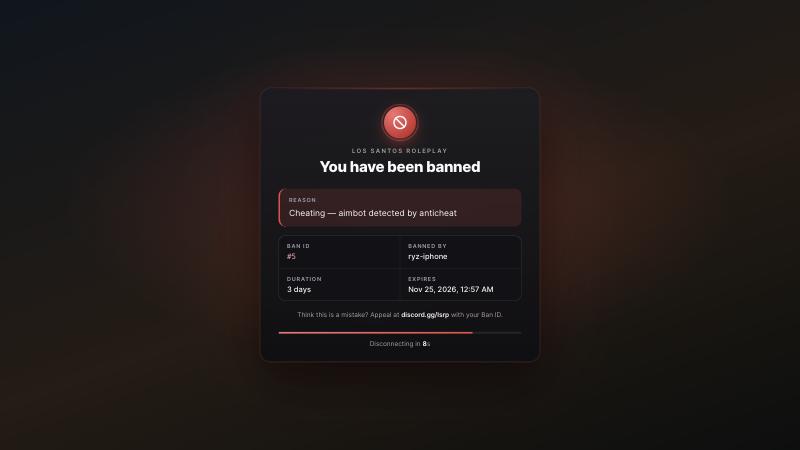 LOS SANTOS ROLEPLAY
You have been banned
REASON
Cheating — aimbot detected by anticheat
BAN ID
#5
BANNED BY
ryz-iphone
DURATION
3 days
EXPIRES
Nov 25, 2026, 12:57 AM
Think this is a mistake? Appeal at discord.gg/lsrp with your Ban ID.
Disconnecting in 8s